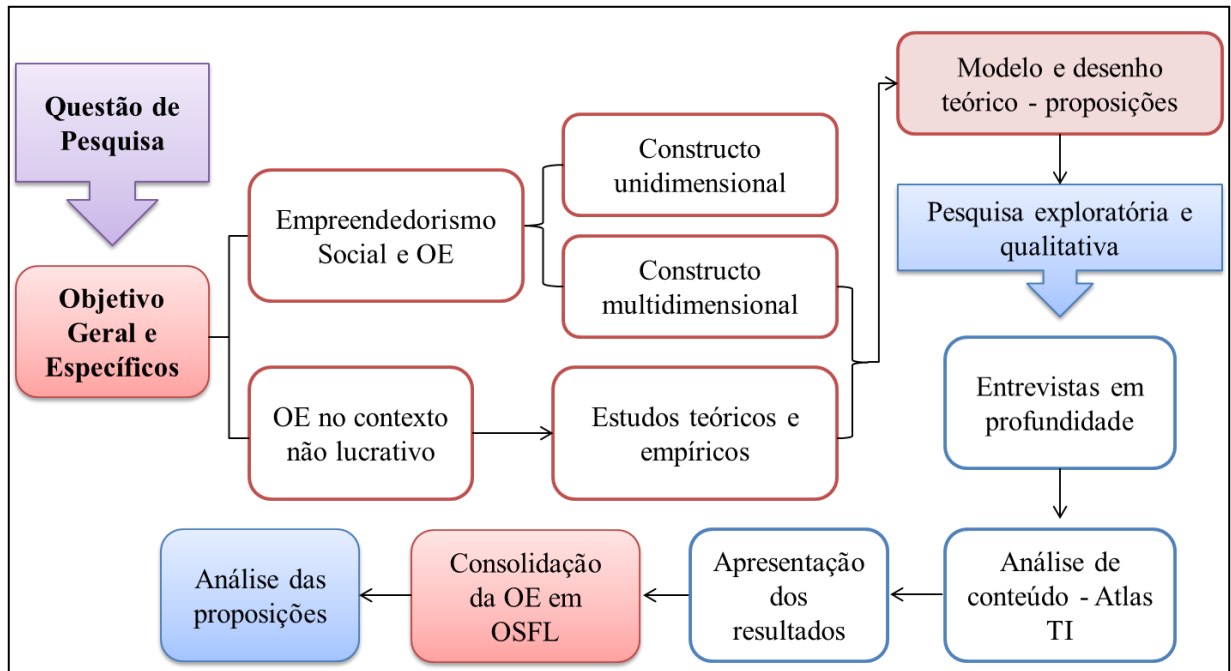 Questão de
Pesquisa
Objetivo
Geral e
Específicos
Empreendedorismo
Social e OE
OE no contexto
não lucrativo
Constructo
unidimensional
Constructo
multidimensional
Estudos teóricos e
empíricos
Modelo e desenho
teórico - proposições
Pesquisa exploratória e
qualitativa
Entrevistas em
profundidade
Análise de
conteúdo - Atlas
TI
Apresentação
dos
resultados
Consolidação
da OE em
OSFL
Análise das
proposições